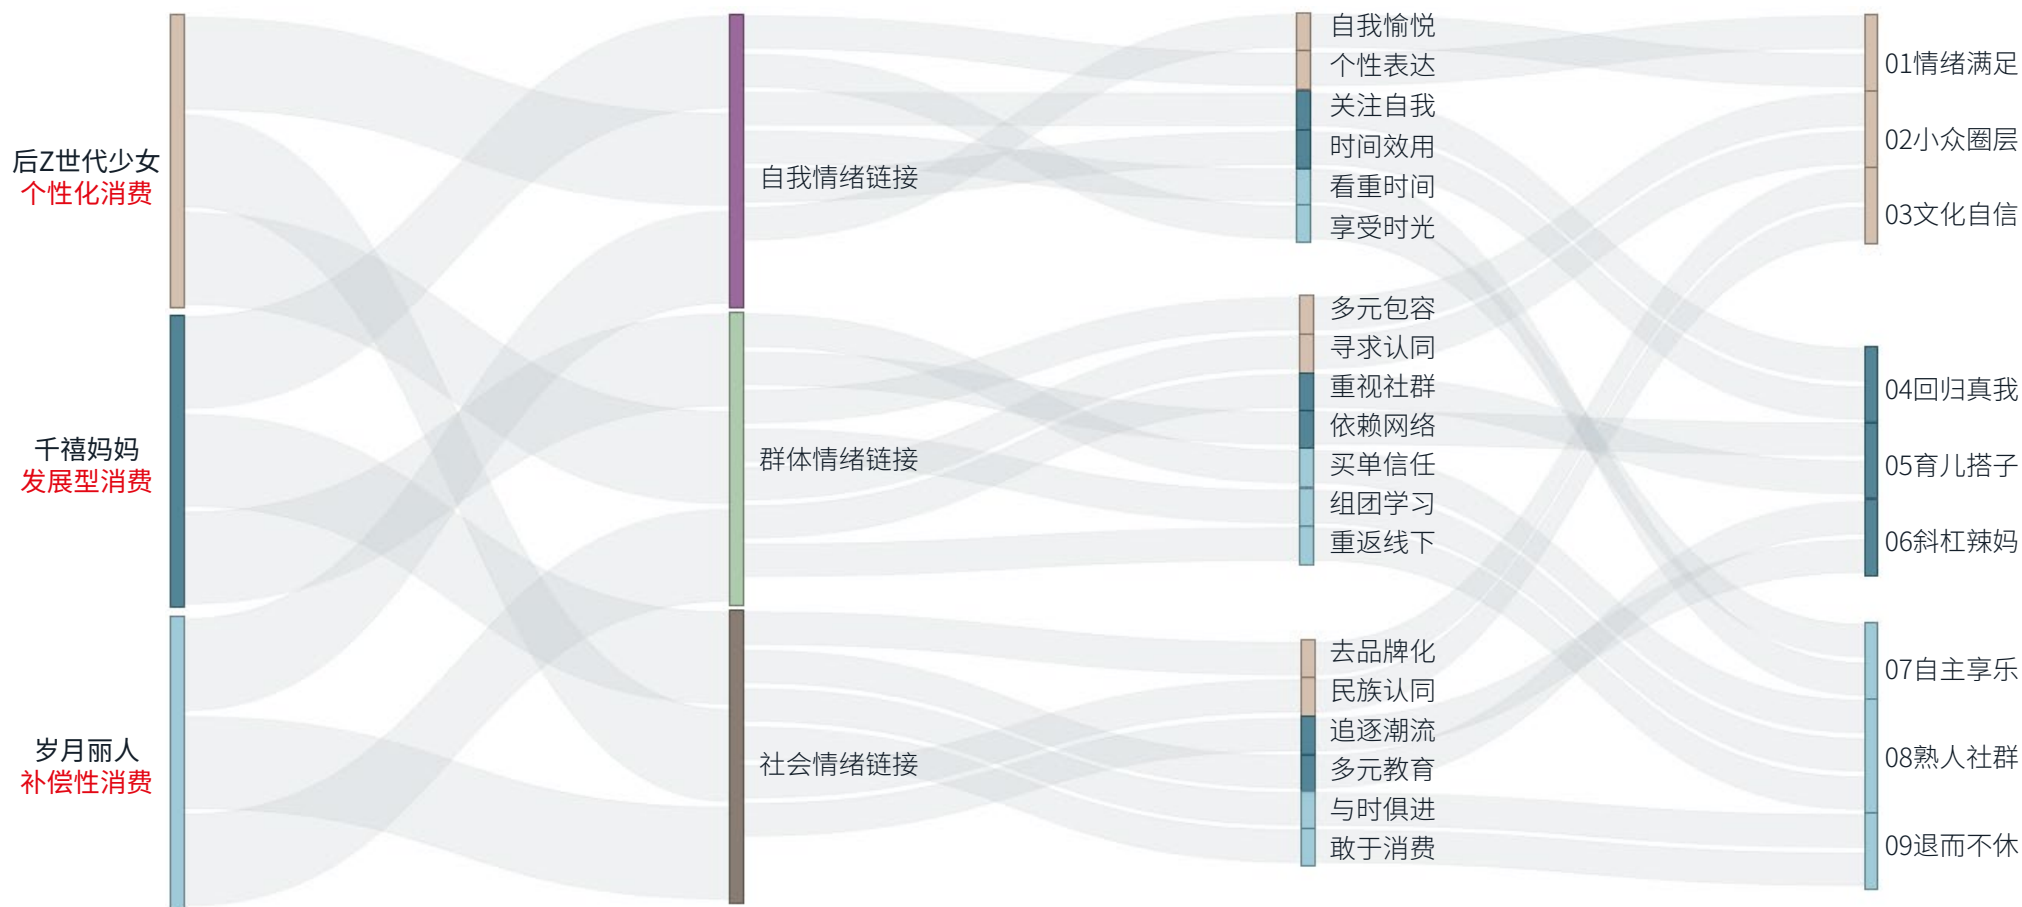 后Z世代少女
个性化消费
千禧妈妈
发展型消费
岁月丽人
补偿性消费
自我情绪链接
群体情绪链接
社会情绪链接
自我愉悦
个性表达
关注自我
时间效用
看重时间
享受时光
多元包容
寻求认同
重视社群
依赖网络
买单信任
组团学习
重返线下
去品牌化
民族认同
追逐潮流
多元教育
与时俱进
敢于消费
01情绪满足
02小众圈层
03文化自信
04回归真我
05育儿搭子
06斜杠辣妈
07自主享乐
08熟人社群
09退而不休